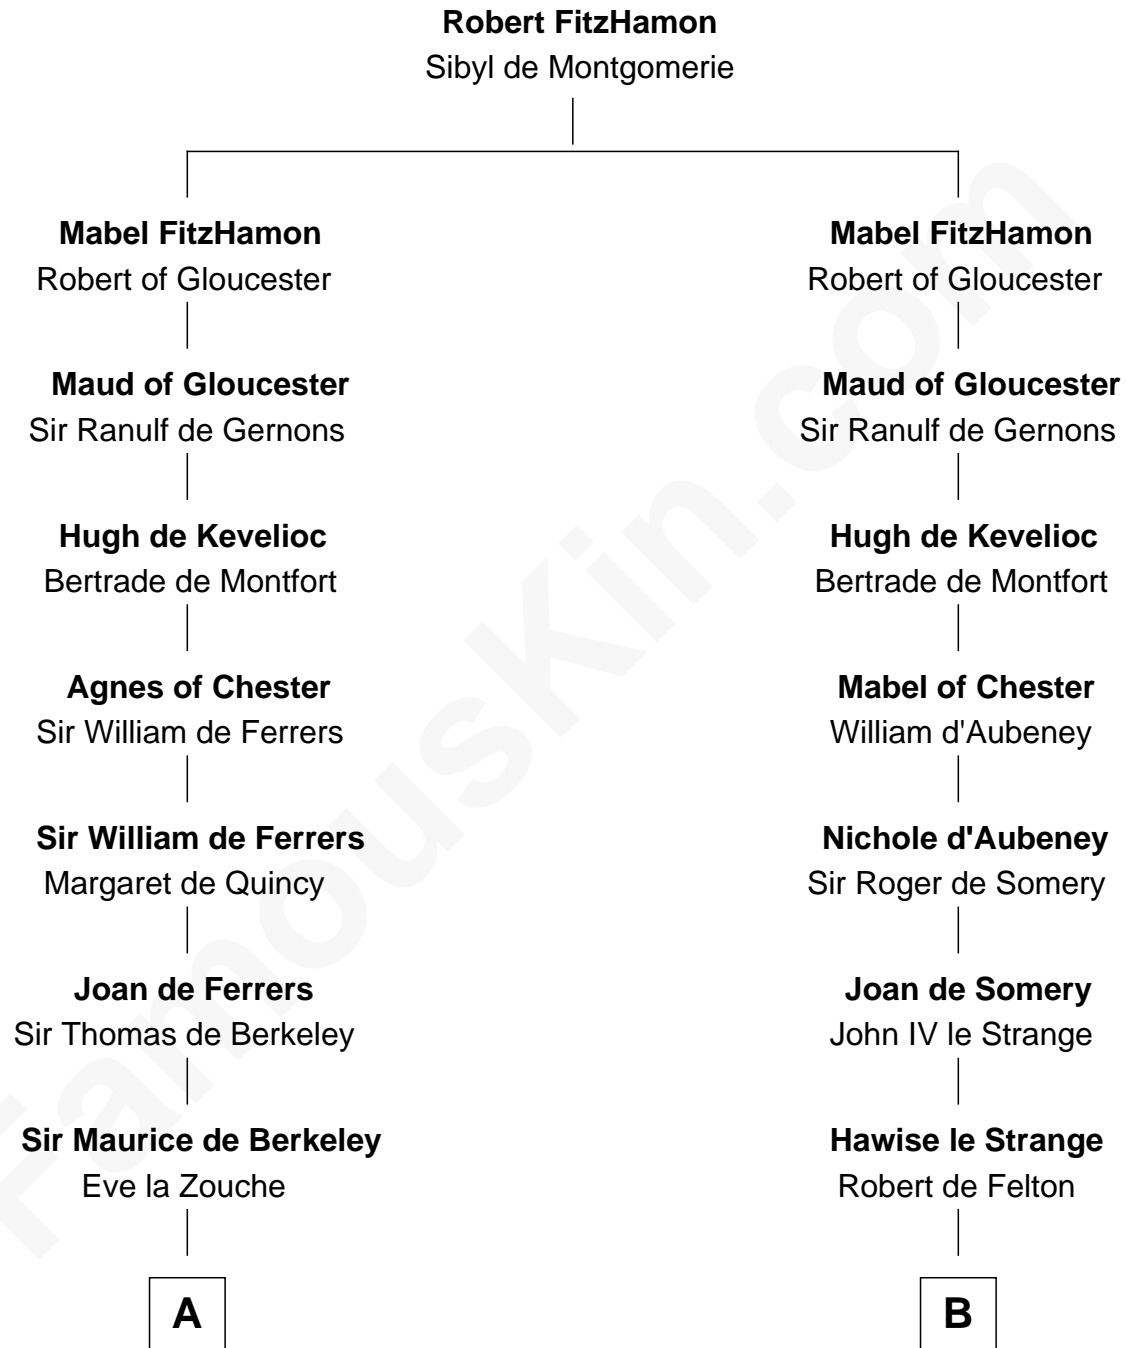 Robert FitzHamon
Sibyl de Montgomerie
Mabel FitzHamon
Robert of Gloucester
Maud of Gloucester
Sir Ranulf de Gernons
Hugh de Kevelioc
Bertrade de Montfort
Agnes of Chester
Sir William de Ferrers
Sir William de Ferrers
Margaret de Quincy
Joan de Ferrers
Sir Thomas de Berkeley
Sir Maurice de Berkeley
Eve la Zouche
A
Mabel FitzHamon
Robert of Gloucester
Maud of Gloucester
Sir Ranulf de Gernons
Hugh de Kevelioc
Bertrade de Montfort
Mabel of Chester
William d'Aubeney
Nichole d'Aubeney
Sir Roger de Somery
Joan de Somery
John IV le Strange
Hawise le Strange
Robert de Felton
B
FamousKin.com